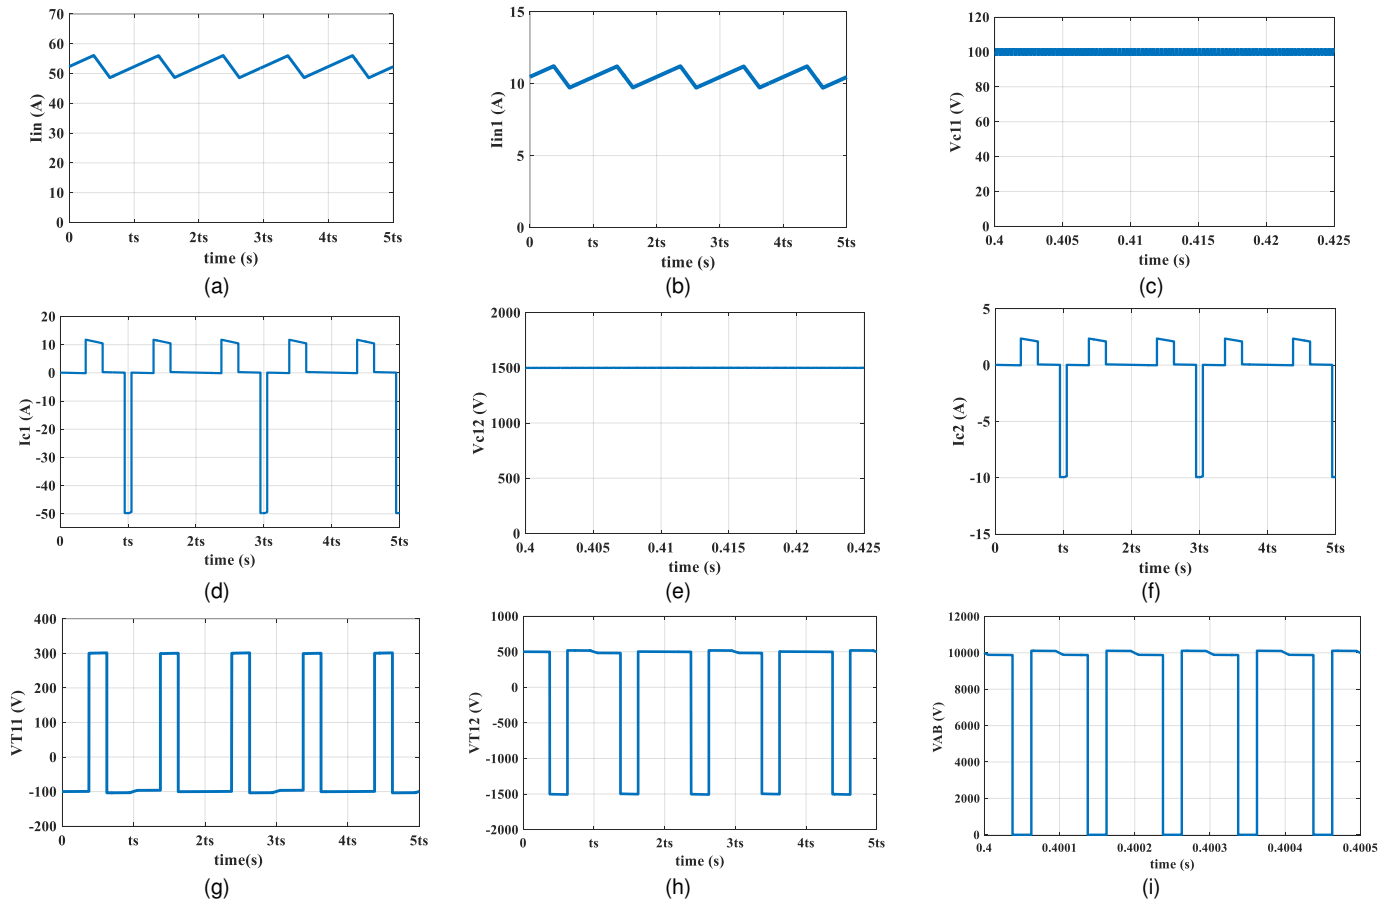 70
60
50
40
30
20
10
0
Iin (A)
0 ts 2ts 3ts 4ts 5ts
time (s)
(a)
15
10
5
0
Iin1 (A)
0 ts 2ts 3ts 4ts 5ts
time (s)
(b)
120
100
80
60
40
20
0
Vc11 (V)
0.4 0.405 0.41 0.415 0.42 0.425
time (s)
(c)
20
10
0
-10
-20
-30
-40
-50
Ic1 (A)
0 ts 2ts 3ts 4ts 5ts
time (s)
(d)
2000
1500
1000
500
0
Vc12 (V)
0.4 0.405 0.41 0.415 0.42 0.425
time (s)
(e)
5
0
-5
-10
-15
Ic2 (A)
0 ts 2ts 3ts 4ts 5ts
time (s)
(f)
400
300
200
100
0
-100
-200
VT11 (V)
0 ts 2ts 3ts 4ts 5ts
time(s)
(g)
1000
500
0
-500
-1000
-1500
-2000
VT12 (V)
0 ts 2ts 3ts 4ts 5ts
time (s)
(h)
12000
10000
8000
6000
4000
2000
0
VAB (V)
0.4 0.4001 0.4002 0.4003 0.4004 0.4005
time (s)
(i)